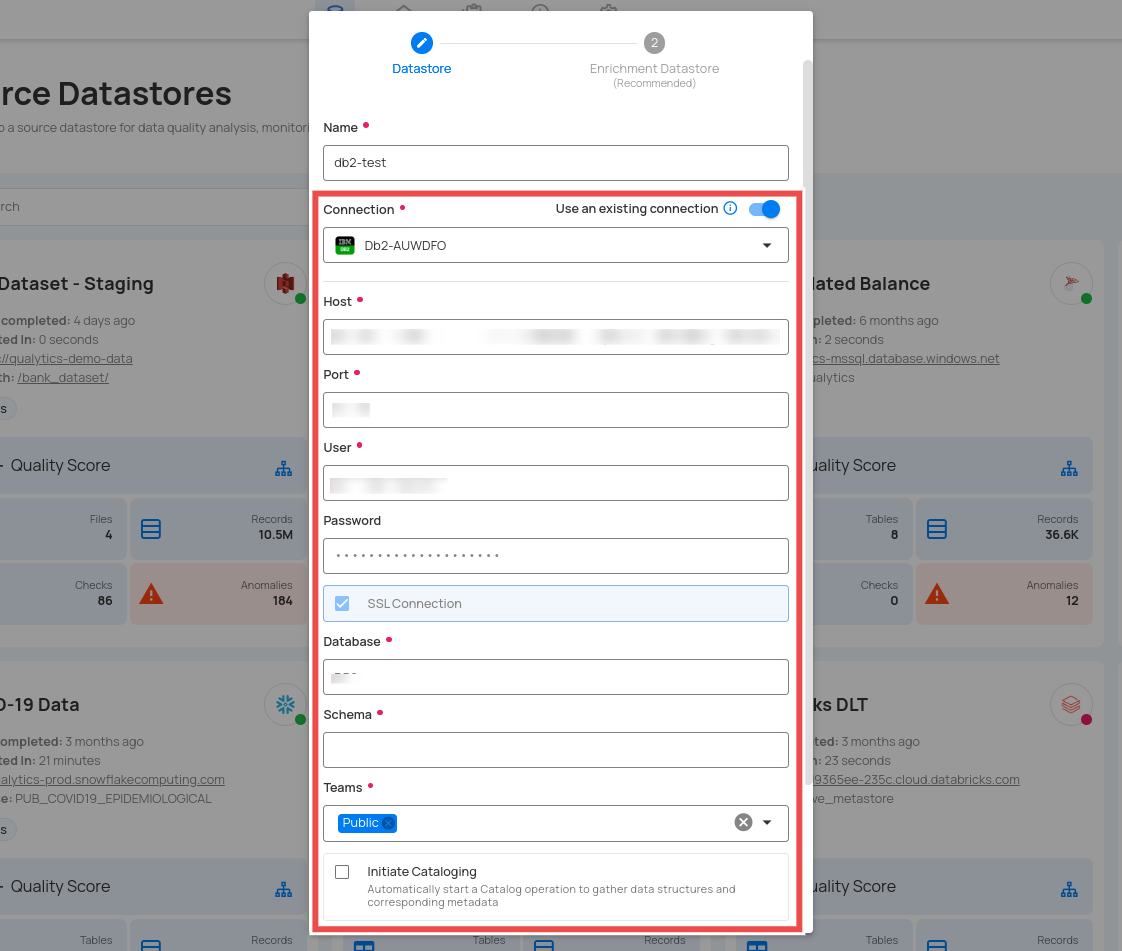 Datastore
2
Enrichment Datastore
(Recommended)
rce Datastores
a source datastore for data quality analysis, monitori
Name
db2-test
rch
Connection
Use an existing connection
IBM
DB2
Db2-AUWDFO
Host
Port
User
Password
SSL Connection
Database
Schema
Teams
Public
Initiate Cataloging
Automatically start a Catalog operation to gather data structures and
corresponding metadata
Dataset - Staging
completed: 4 days ago
ted In: 0 seconds
://qualytics-demo-data
th: /bank_dataset/
s
Quality Score
Files
4
Records
10.5M
Checks
86
Anomalies
184
lated Balance
pleted: 6 months ago
n: 2 seconds
cs-mssql.database.windows.net
ualytics
uality Score
Tables
8
Records
36.6K
Checks
0
Anomalies
12
D-19 Data
ompleted: 3 months ago
ted In: 21 minutes
alytics-prod.snowflakecomputing.com
e: PUB_COVID19_EPIDEMIOLOGICAL
s
Quality Score
Tables
Records
Tables
Records
ks DLT
ted: 3 months ago
n: 23 seconds
9365ee-235c.cloud.databricks.com
ve_metastore
uality Score
Tables
Records